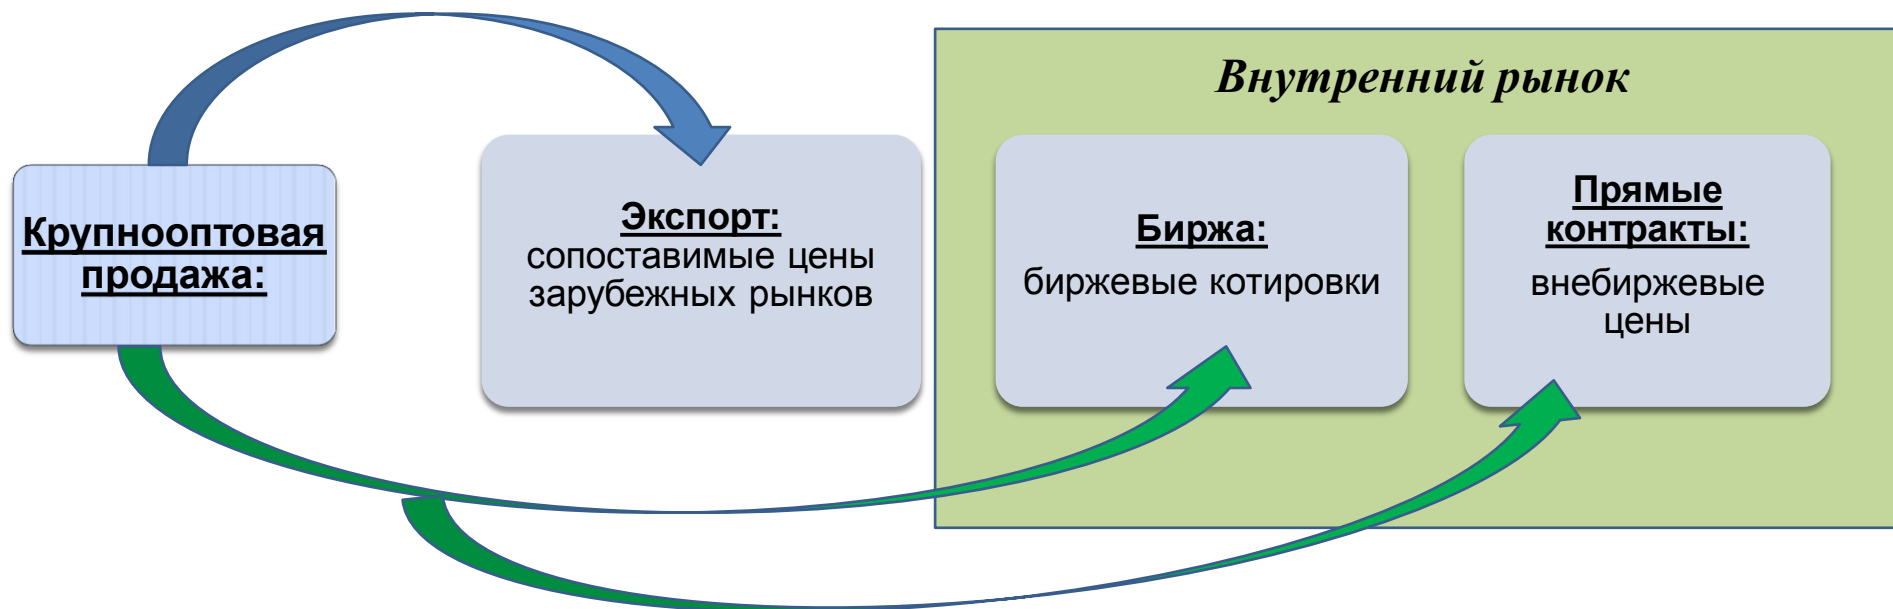 Внутренний рынок
Крупнооптовая
продажа:
Экспорт:
сопоставимые цены
зарубежных рынков
Биржа:
биржевые котировки
Прямые
контракты:
внебиржевые
цены